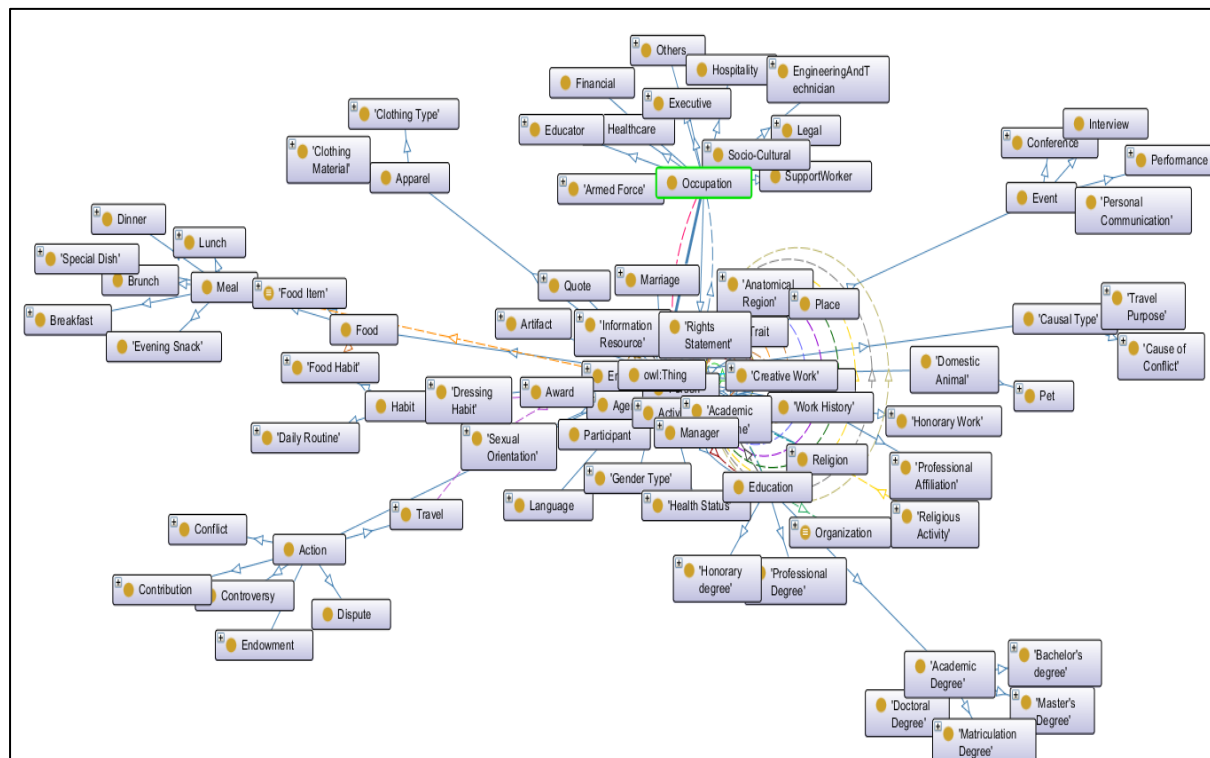 Others
Hospitality
EngineeringAndT
echnician
Financial
Executive
'Clothing Type'
Educator
Healthcare
Legal
Interview
Conference
'Clothing
Material'
Apparel
Socio-Cultural
Performance
'Armed Force'
Occupation
SupportWorker
Event
'Personal
Communication'
Dinner
Lunch
'Special Dish'
Brunch
Meal
'Food Item'
Quote
Marriage
'Anatomical
Region'
Place
Breakfast
'Evening Snack'
Food
Artifact
'Information
Resource'
'Rights
Statement'
Trait
'Causal Type'
'Travel
Purpose'
'Cause of
Conflict'
'Food Habit'
owl:Thing
'Creative Work'
'Domestic
Animal'
Pet
Habit
'Dressing
Habit'
Award
'Academic
'Work History'
'Honorary Work'
'Daily Routine'
'Sexual
Orientation'
Participant
Manager
Religion
'Professional
Affiliation'
'Gender Type'
Education
Language
'Health Status
Travel
Organization
'Religious
Activity'
Conflict
Action
'Honorary
degree'
'Professional
Degree'
Contribution
Controversy
Dispute
Endowment
'Academic
Degree'
'Bachelor's
degree'
'Doctoral
Degree'
'Master's
Degree'
'Matriculation
Degree'